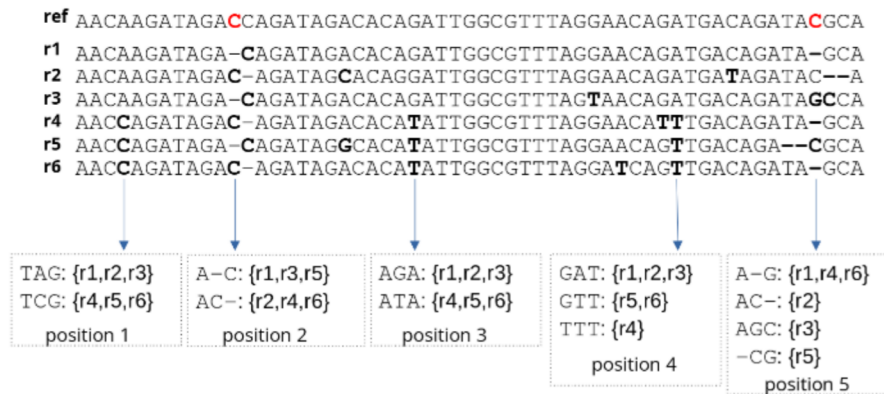 ref AACAAGATAGACCAGATAGACACAGATTGGCGTTTAGGAACAGATGACAGATACGCA
r1 AACAAGATAGA–CAGATAGACACAGATTGGCGTTTAGGAACAGATGACAGATA–GCA
r2 AACAAGATAGAC–AGATAGCACAGGATTGGCGTTTAGGAACAGATGATAGATAC––A
r3 AACAAGATAGA–CAGATAGACACAGATTGGCGTTTAGTAACAGATGACAGATAGCCA
r4 AACCAGATAGAC–AGATAGACACATATTGGCGTTTAGGAACATTTGACAGATA–GCA
r5 AACCAGATAGA–CAGATAGGCACATATTGGCGTTTAGGAACAGTTGACAGA––CGCA
r6 AACCAGATAGAC–AGATAGACACATATTGGCGTTTAGGATCAGTTGACAGATA–GCA
TAG: {r1,r2,r3}
TCG: {r4,r5,r6}
position 1
A–C: {r1,r3,r5}
AC–: {r2,r4,r6}
position 2
AGA: {r1,r2,r3}
ATA: {r4,r5,r6}
position 3
GAT: {r1,r2,r3}
GTT: {r5,r6}
TTT: {r4}
position 4
A–G: {r1,r4,r6}
AC–: {r2}
AGC: {r3}
–CG: {r5}
position 5